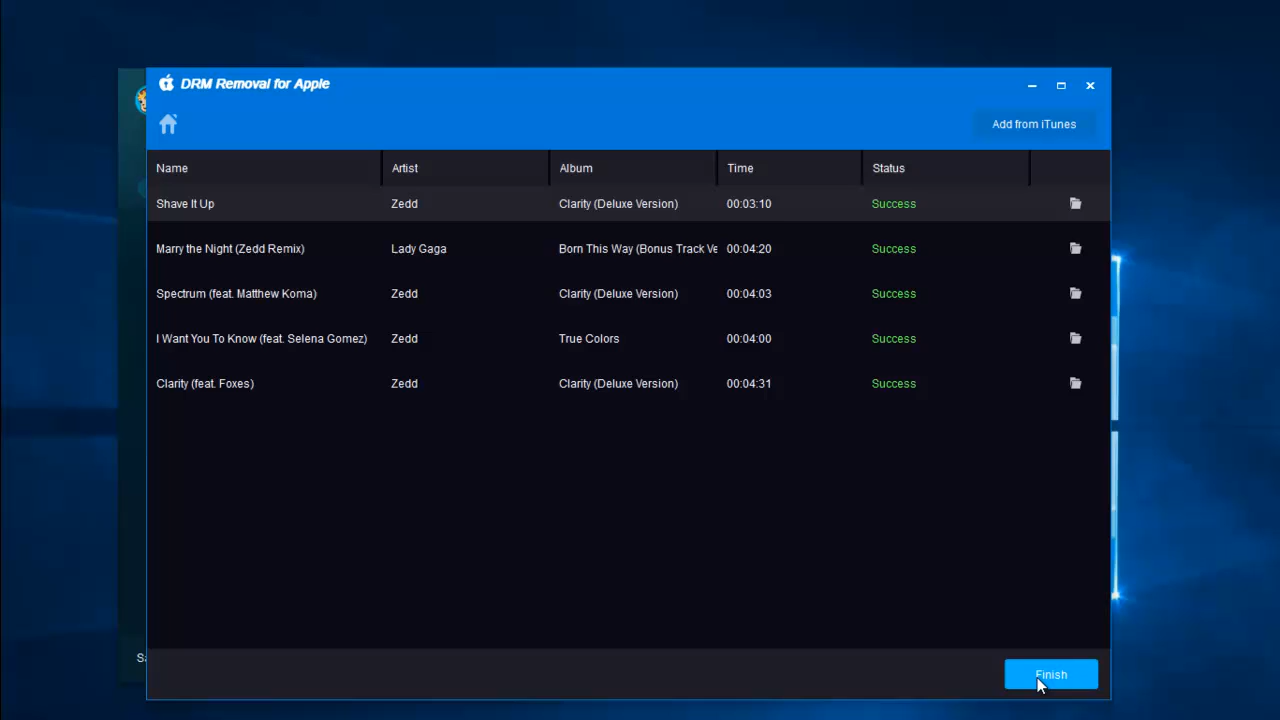 DRM Removal for Apple
Add from iTunes
Name Artist Album Time Status
Shave It Up Zedd Clarity (Deluxe Version) 00:03:10 Success
Marry the Night (Zedd Remix) Lady Gaga Born This Way (Bonus Track Ve 00:04:20 Success
Spectrum (feat. Matthew Koma) Zedd Clarity (Deluxe Version) 00:04:03 Success
I Want You To Know (feat. Selena Gomez) Zedd True Colors 00:04:00 Success
Clarity (feat. Foxes) Zedd Clarity (Deluxe Version) 00:04:31 Success
Finish